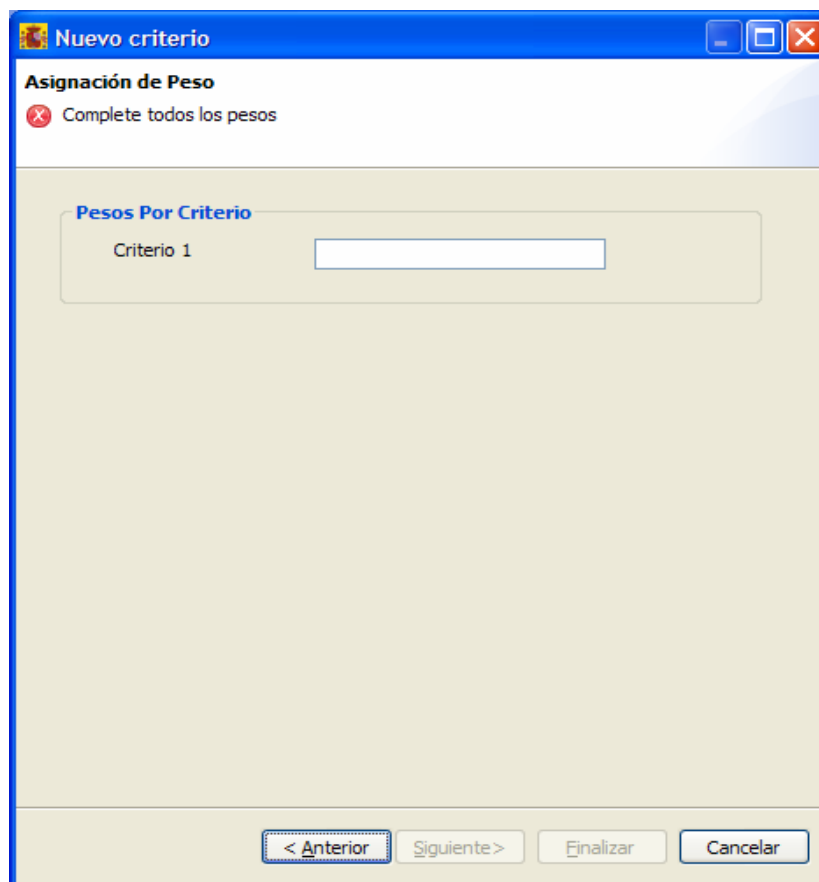 Nuevo criterio
Asignación de Peso
Complete todos los pesos
Pesos Por Criterio
Criterio 1
< Anterior Siguiente> Finalizar Cancelar